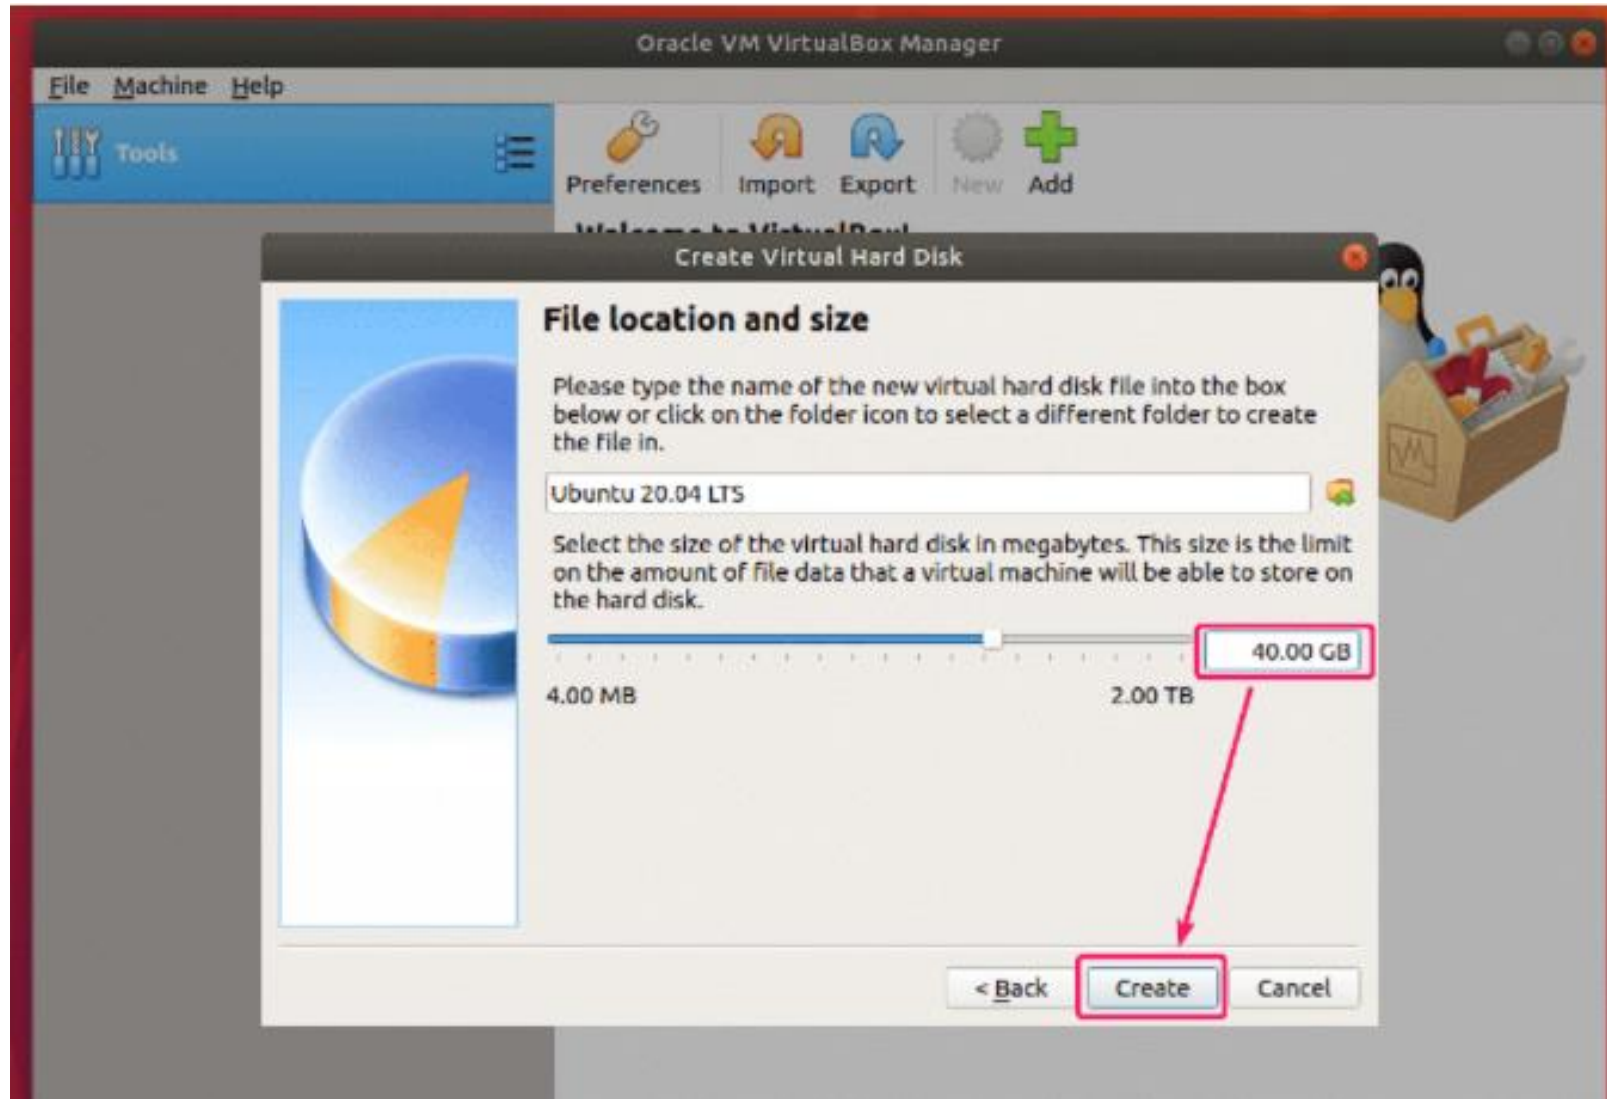 Oracle VM VirtualBox Manager
File Machine Help
Tools
Preferences Import Export New Add
Welcome to VirtualBox!
Create Virtual Hard Disk
File location and size
Please type the name of the new virtual hard disk file into the box
below or click on the folder icon to select a different folder to create
the file in.
Ubuntu 20.04 LTS
Select the size of the virtual hard disk in megabytes. This size is the limit
on the amount of file data that a virtual machine will be able to store on
the hard disk.
40.00 GB
4.00 MB 2.00 TB
< Back Create Cancel